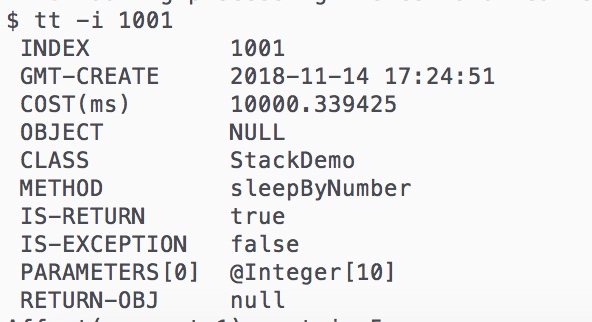 $ tt -i 1001
INDEX 1001
GMT-CREATE 2018-11-14 17:24:51
COST(ms) 10000.339425
OBJECT NULL
CLASS StackDemo
METHOD sleepByNumber
IS-RETURN true
IS-EXCEPTION false
PARAMETERS[0] @Integer[10]
RETURN-OBJ null